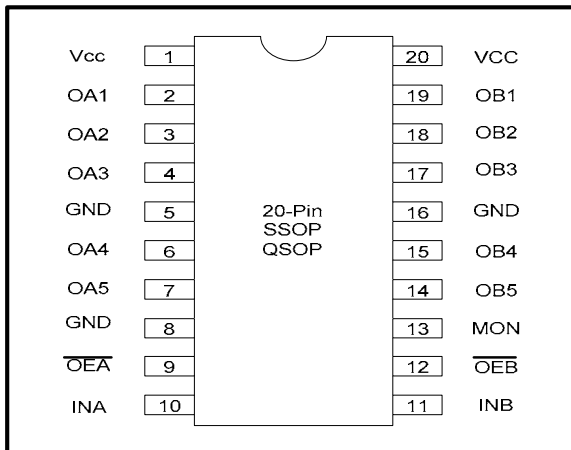 Vcc 1 20 VCC
OA1 2 19 OB1
OA2 3 18 OB2
OA3 4 17 OB3
GND 5 16 GND
20-Pin
SSOP
QSOP
OA4 6 15 OB4
OA5 7 14 OB5
GND 8 13 MON
OEA 9 12 OEB
INA 10 11 INB